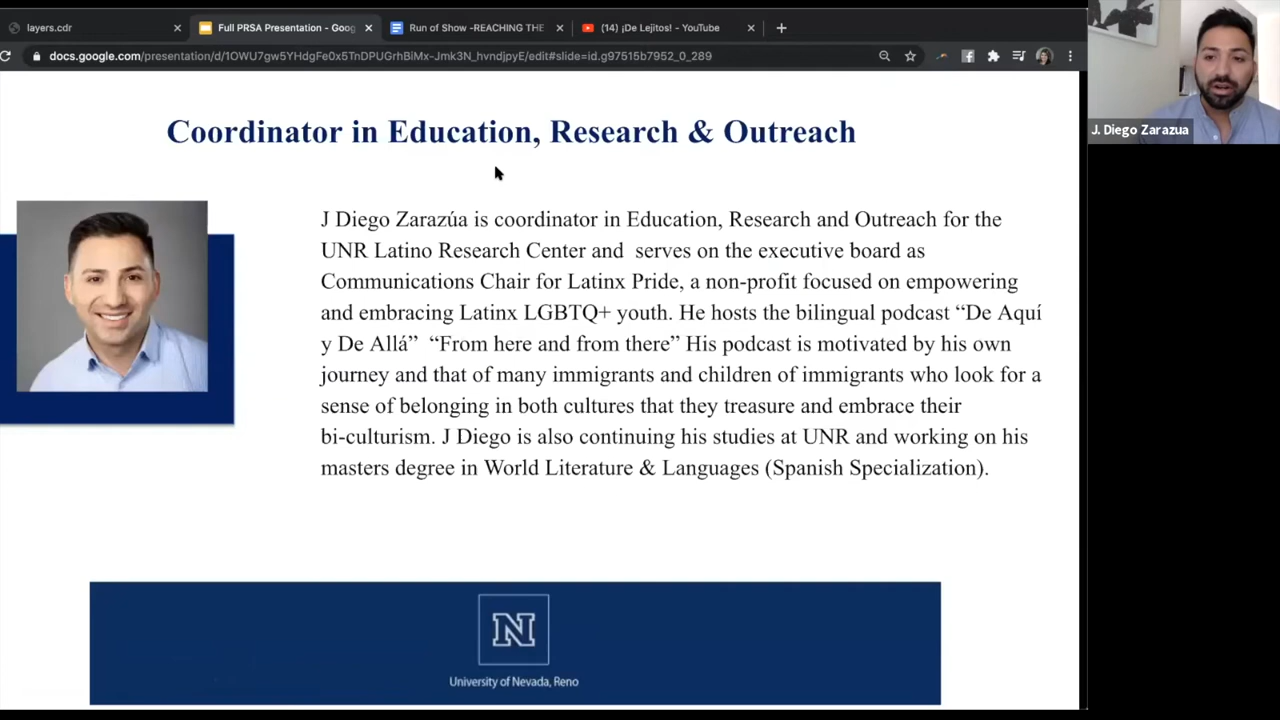 layers.cdr
Full PRSA Presentation - Goog
Run of Show -REACHING THE
(14) ¡De Lejitos! - YouTube
docs.google.com/presentation/d/1OWU7gw5YHdgFe0x5TnDPUGrhBiMx-Jmk3N_hvndjpyE/edit#slide=id.g97515b7952_0_289
J. Diego Zarazua
Coordinator in Education, Research & Outreach
J Diego Zarazúa is coordinator in Education, Research and Outreach for the
UNR Latino Research Center and serves on the executive board as
Communications Chair for Latinx Pride, a non-profit focused on empowering
and embracing Latinx LGBTQ+ youth. He hosts the bilingual podcast “De Aquí
y De Allá” “From here and from there” His podcast is motivated by his own
journey and that of many immigrants and children of immigrants who look for a
sense of belonging in both cultures that they treasure and embrace their
bi-culturism. J Diego is also continuing his studies at UNR and working on his
masters degree in World Literature & Languages (Spanish Specialization).
N
University of Nevada, Reno